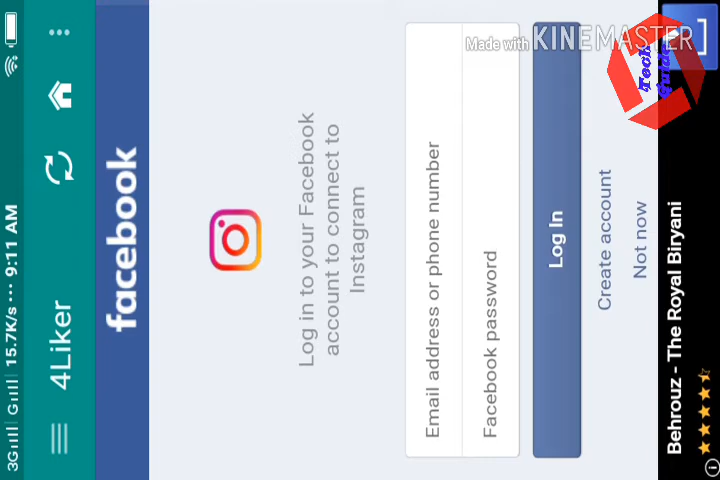 3G G 15.7K/s ... 9:11 AM
4Liker
facebook
Log in to your Facebook
account to connect to
Instagram
Email address or phone number
Facebook password
Log In
Create account
Not now
Behrouz - The Royal Biryani
Made with KINEMASTER
Tech
Guide